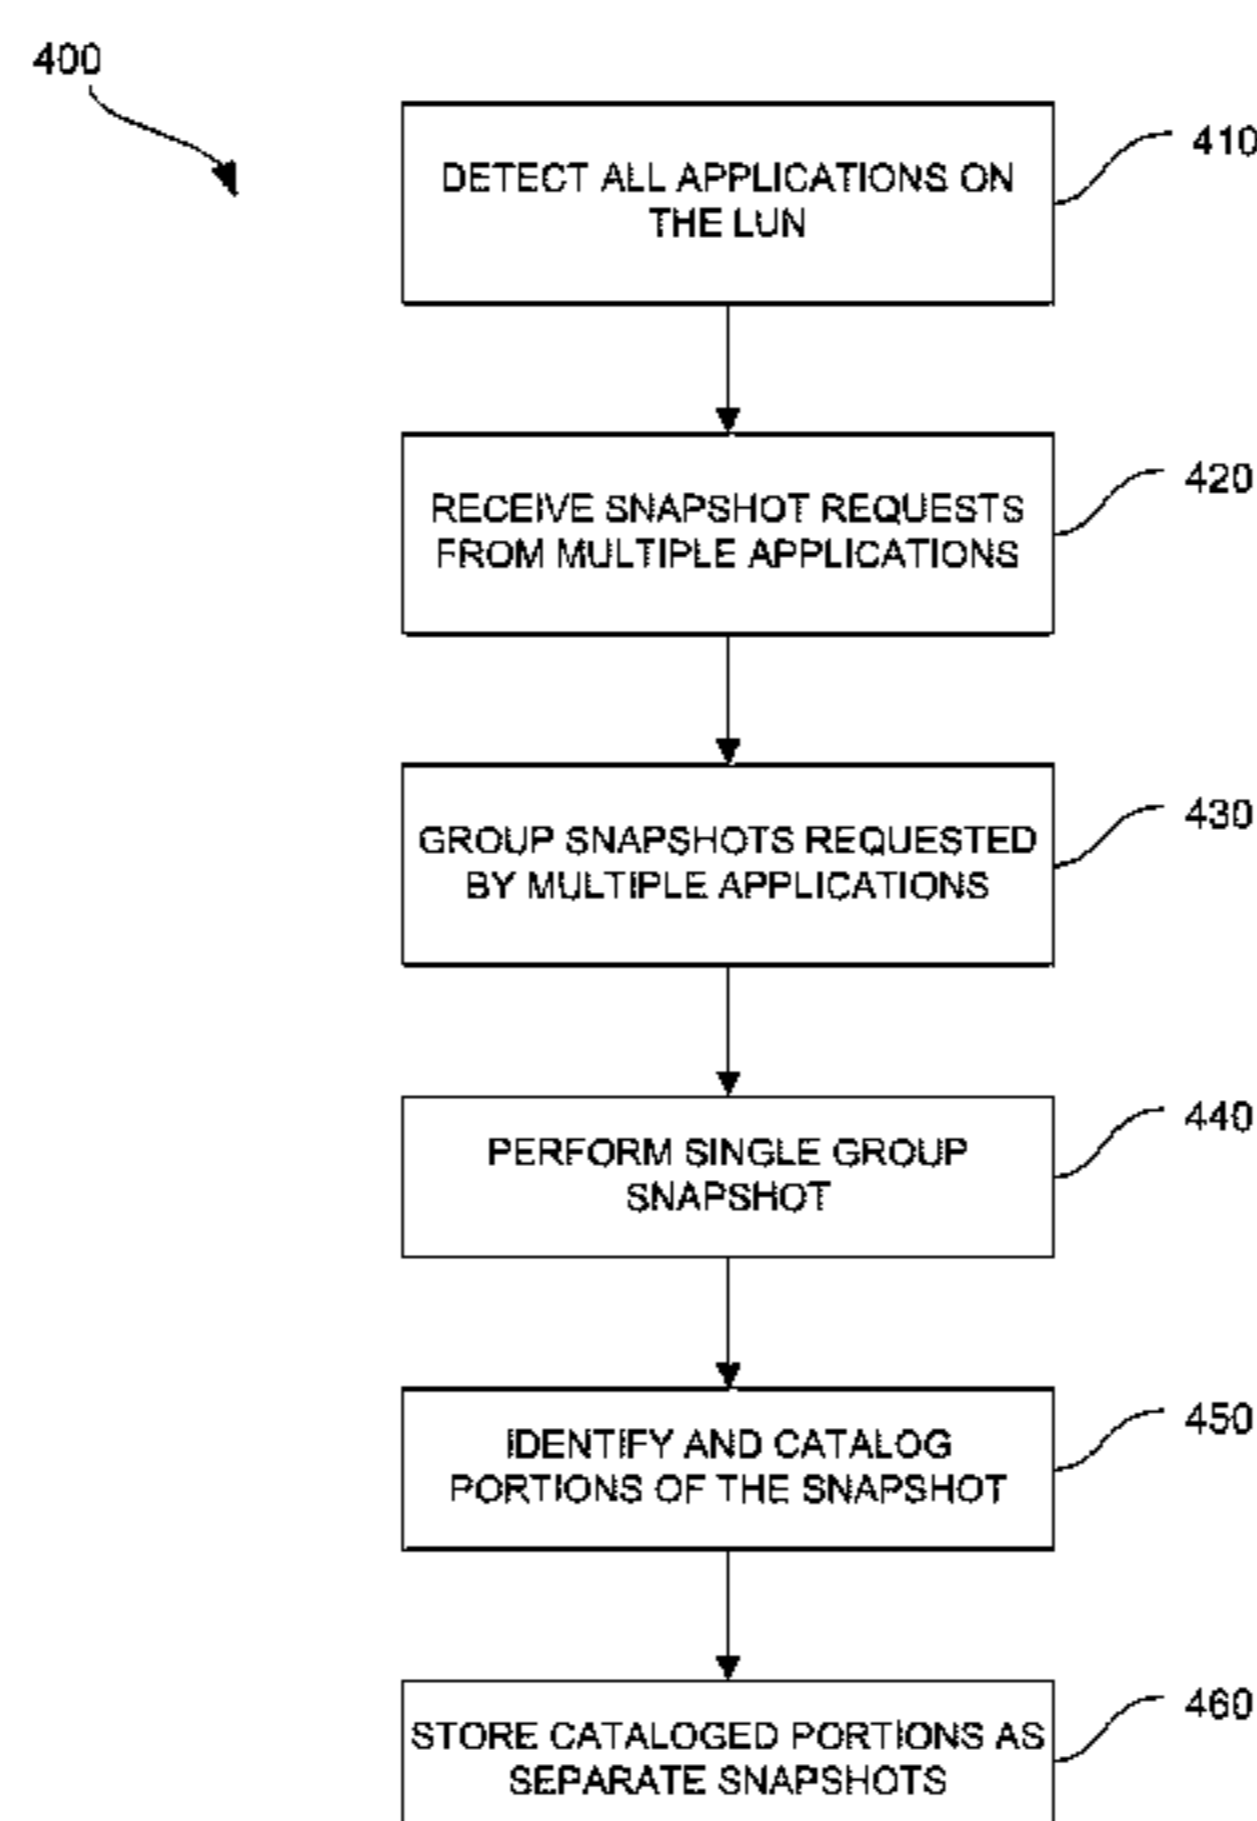 400
DETECT ALL APPLICATIONS ON
THE LUN
410
RECEIVE SNAPSHOT REQUESTS
FROM MULTIPLE APPLICATIONS
420
GROUP SNAPSHOTS REQUESTED
BY MULTIPLE APPLICATIONS
430
PERFORM SINGLE GROUP
SNAPSHOT
440
IDENTIFY AND CATALOG
PORTIONS OF THE SNAPSHOT
450
STORE CATALOGED PORTIONS AS
SEPARATE SNAPSHOTS
460